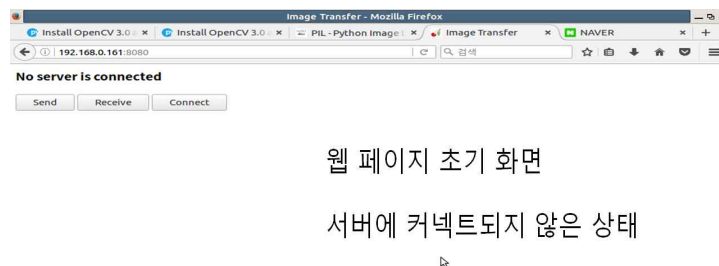 Image Transfer - Mozilla Firefox
Install OpenCV 3.0 a
Install OpenCV 3.0 a
PIL - Python Image L
Image Transfer
NAVER
192.168.0.161:8080
검색
No server is connected
Send Receive Connect
웹 페이지 초기 화면
서버에 커넥트되지 않은 상태